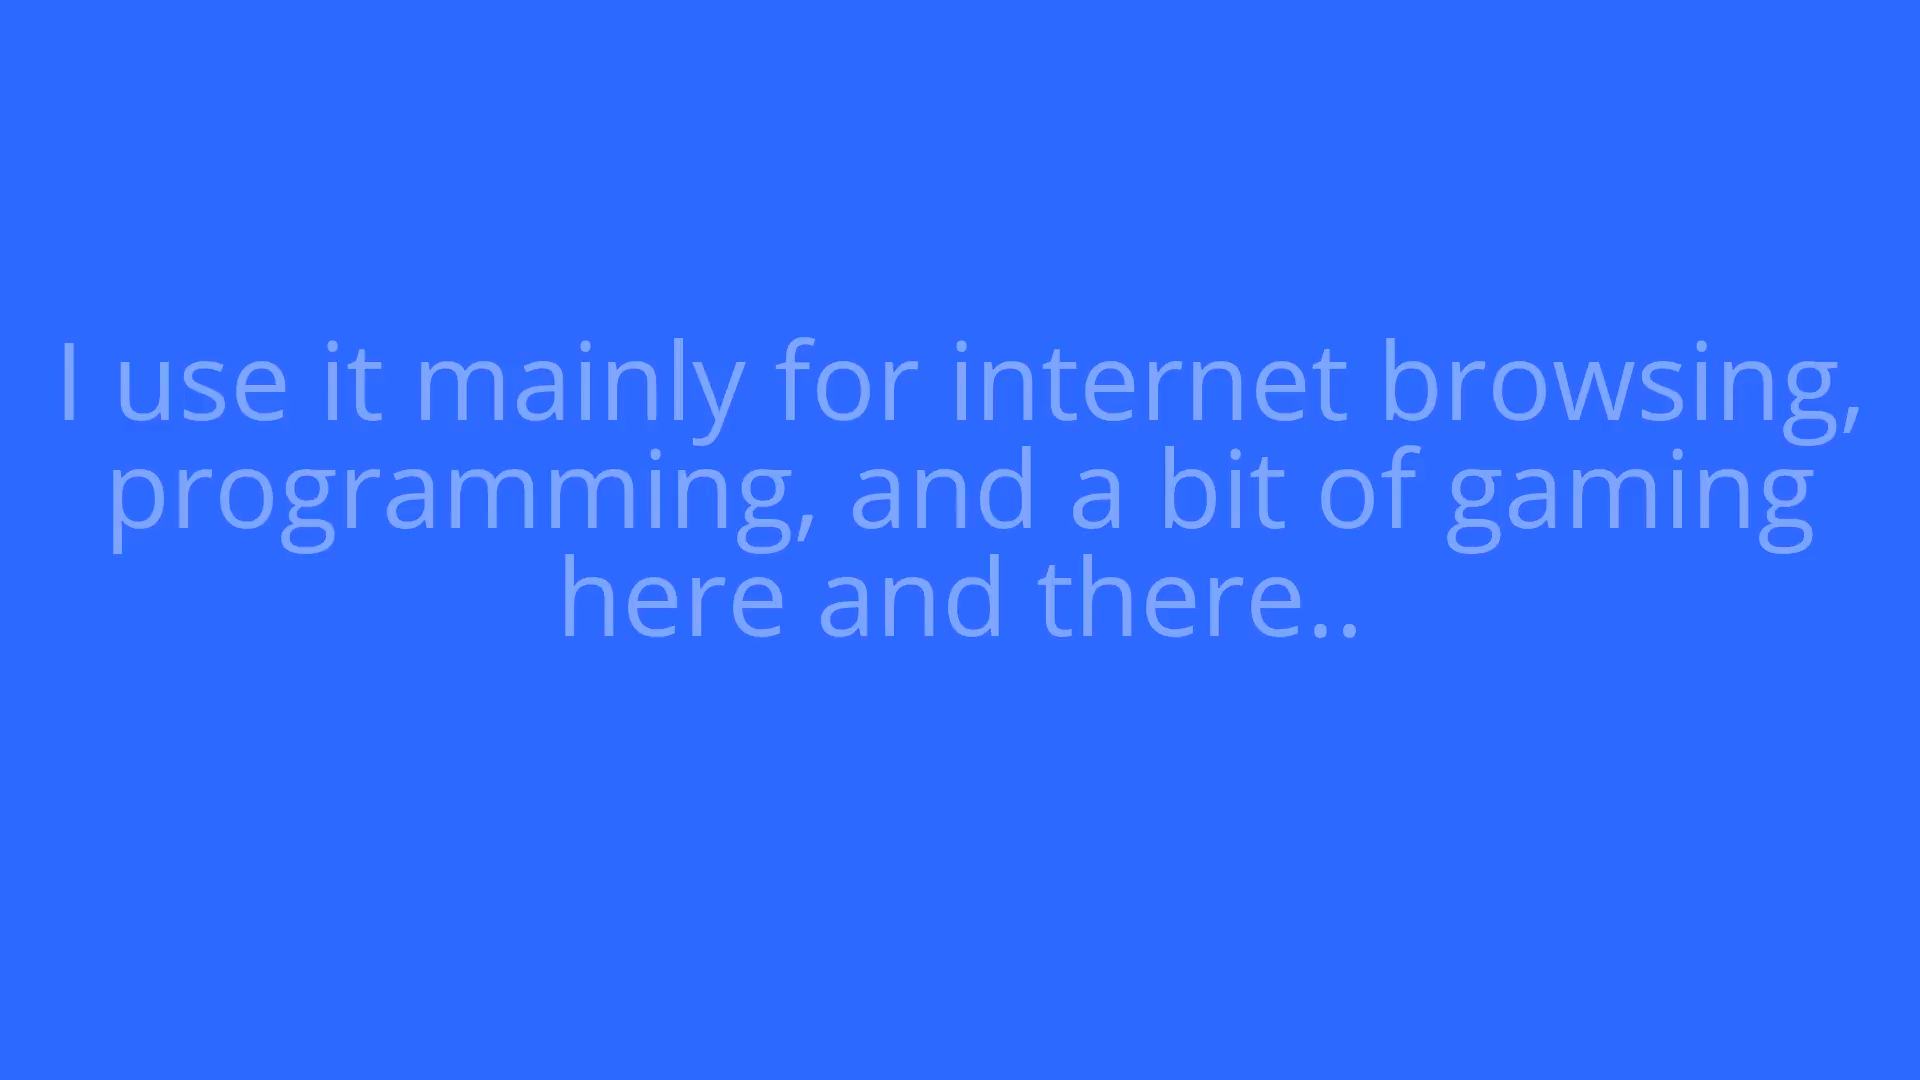 I use it mainly for internet browsing,
programming, and a bit of gaming
here and there..